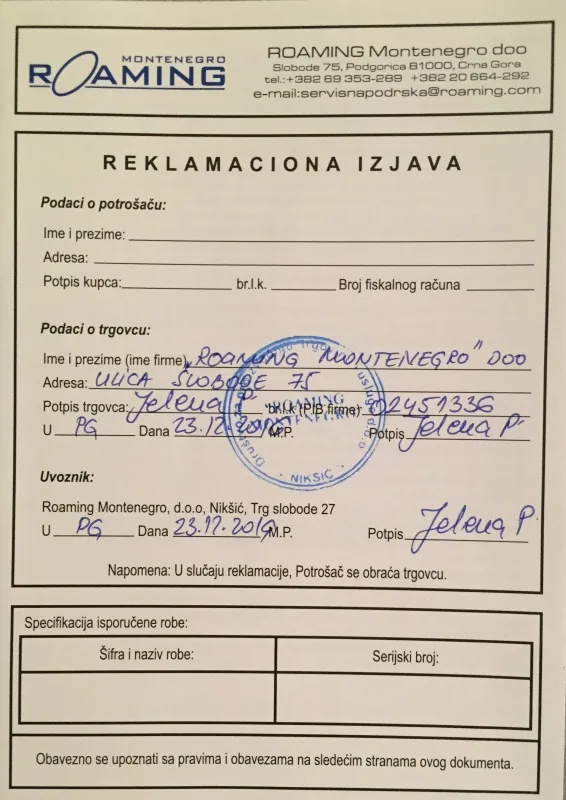 MONTENEGRO
ROAMING
ROAMING Montenegro doo
Slobode 75, Podgorica 81000, Crna Gora
tel.:+382 69 353-289 +382 20 664-292
e-mail:servisnapodrska@roaming.com
REKLAMACIONA IZJAVA
Podaci o potrošaču:
Ime i prezime:
Adresa:
Potpis kupca: br.l.k. Broj fiskalnog računa
Podaci o trgovcu:
Ime i prezime (ime firme) „ROAMING MONTENEGRO" DOO
Adresa: ULICA SLOBODE 75
Potpis trgovca: Jelena br.l.k (PIB firme) 02451336
U PG Dana 23.12.2019 M.P. Potpis Jelena P.
"ROAMING
MONTENEGRO"
NIKŠIĆ
Uvoznik:
Roaming Montenegro, d.o.o, Nikšić, Trg slobode 27
U PG Dana 23.12.2019 M.P. Potpis Jelena P.
Napomena: U slučaju reklamacije, Potrošač se obraća trgovcu.
Specifikacija isporučene robe:
Šifra i naziv robe: Serijski broj:
Obavezno se upoznati sa pravima i obavezama na sledećim stranama ovog dokumenta.